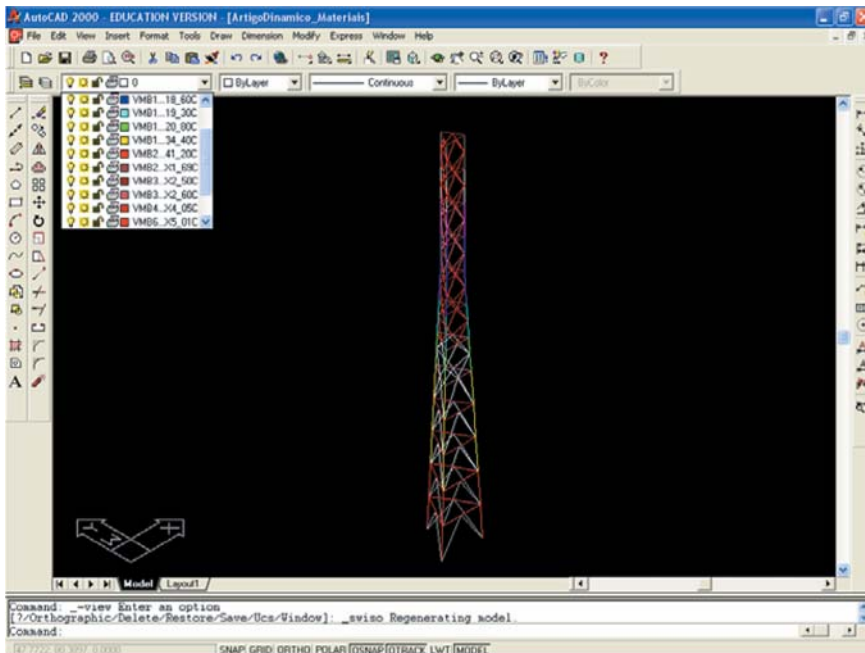 AutoCAD 2000 - EDUCATION VERSION - [ArtigoDinamico_Materiais]
File Edit View Insert Format Tools Draw Dimension Modify Express Window Help
0 ByLayer Continuous ByLayer ByColor
VMB1...18_60C
VMB1...19_30C
VMB1...20_80C
VMB1...34_40C
VMB2...41_20C
VMB2...X1_69C
VMB3...X2_50C
VMB3...X2_60C
VMB4...X4_05C
VMB6...X5_01C
A
Y X
Model Layout1
Command: _-view Enter an option
[?/Orthographic/Delete/Restore/Save/Ucs/Window]: _swiso Regenerating model.
Command:
SNAP GRID ORTHO POLAR OSNAP OTRACK LWT MODEL